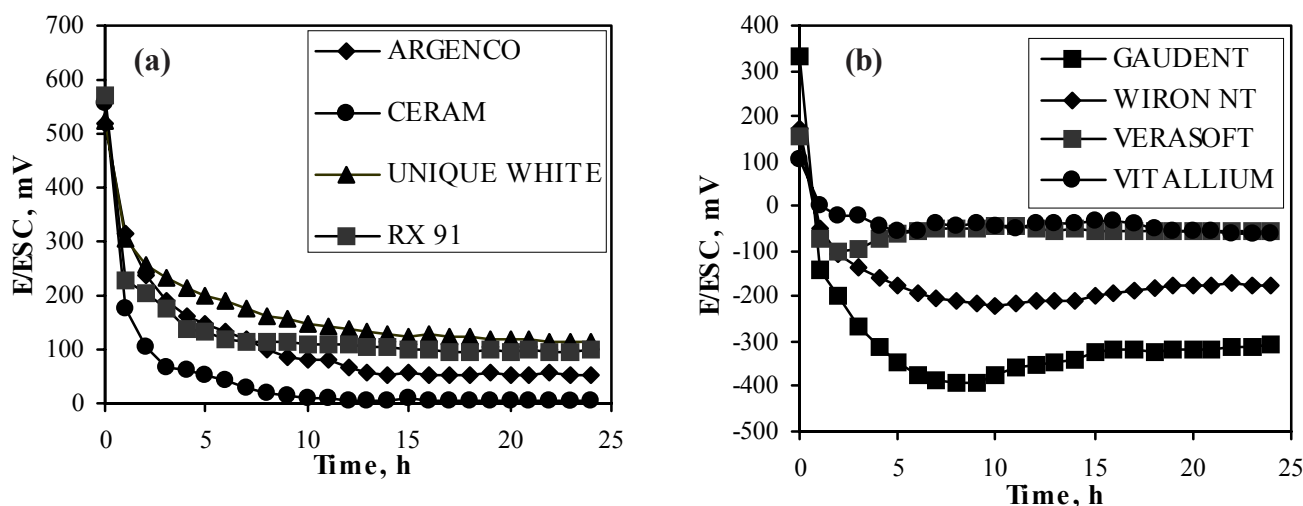 700
600
500
400
300
200
100
0
E/ESC, mV
(a)
ARGENCO
CERAM
UNIQUE WHITE
RX 91
0 5 10 15 20 25
Time, h
400
300
200
100
0
-100
-200
-300
-400
-500
E/ESC, mV
(b)
GAUDENT
WIRON NT
VERASOFT
VITALLIUM
0 5 10 15 20 25
Time, h